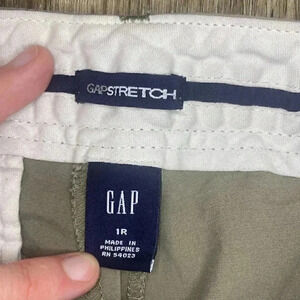 GAPSTRETCH
GAP
1R
MADE IN
PHILIPPINES
RN 54023